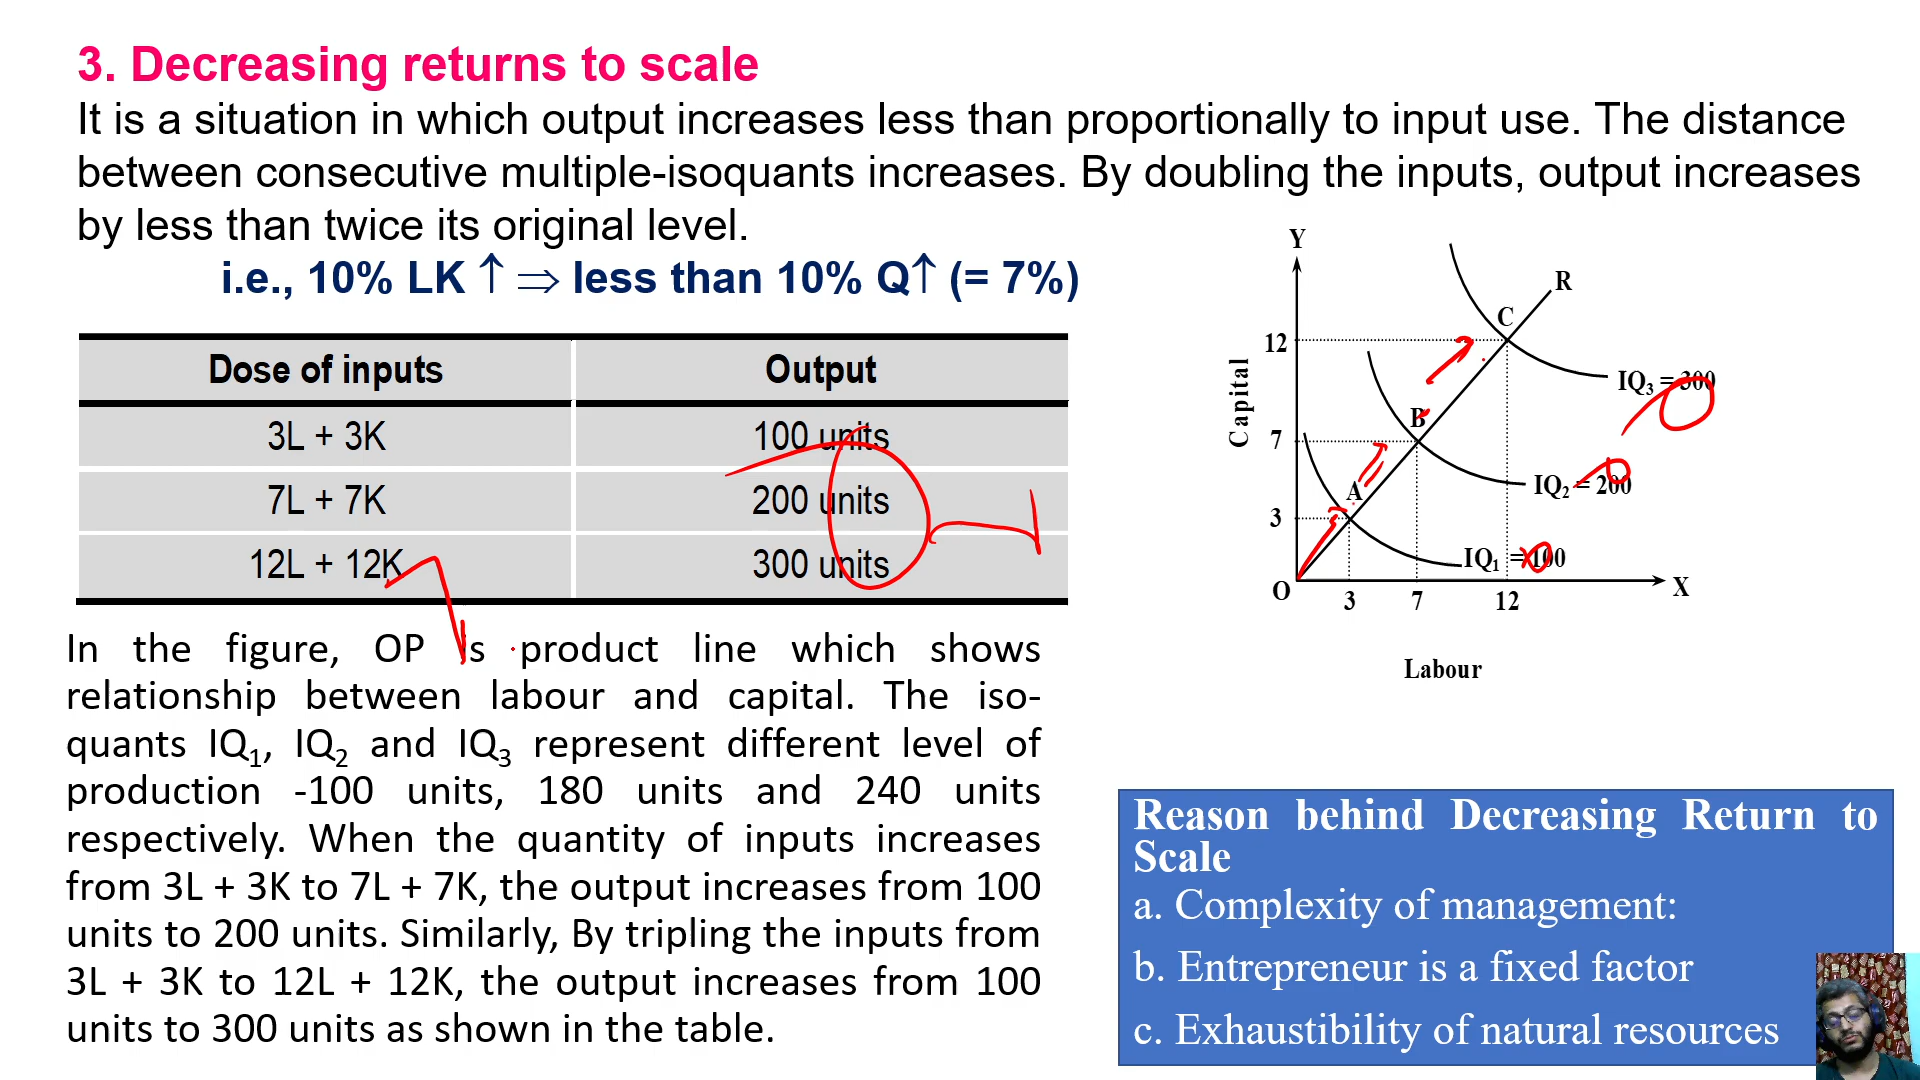 3. Decreasing returns to scale
It is a situation in which output increases less than proportionally to input use. The distance
between consecutive multiple-isoquants increases. By doubling the inputs, output increases
by less than twice its original level.
i.e., 10% LK ↑ ⇒ less than 10% Q↑ (= 7%)
Dose of inputs Output
3L + 3K 100 units
7L + 7K 200 units
12L + 12K 300 units
In the figure, OP is product line which shows
relationship between labour and capital. The iso-
quants IQ1, IQ2 and IQ3 represent different level of
production -100 units, 180 units and 240 units
respectively. When the quantity of inputs increases
from 3L + 3K to 7L + 7K, the output increases from 100
units to 200 units. Similarly, By tripling the inputs from
3L + 3K to 12L + 12K, the output increases from 100
units to 300 units as shown in the table.
Y
R
C
12
Capital
IQ3 = 300
B
7
A
IQ2 = 200
3
IQ1 = 100
O
3 7 12
X
Labour
Reason behind Decreasing Return to
Scale
a. Complexity of management:
b. Entrepreneur is a fixed factor
c. Exhaustibility of natural resources